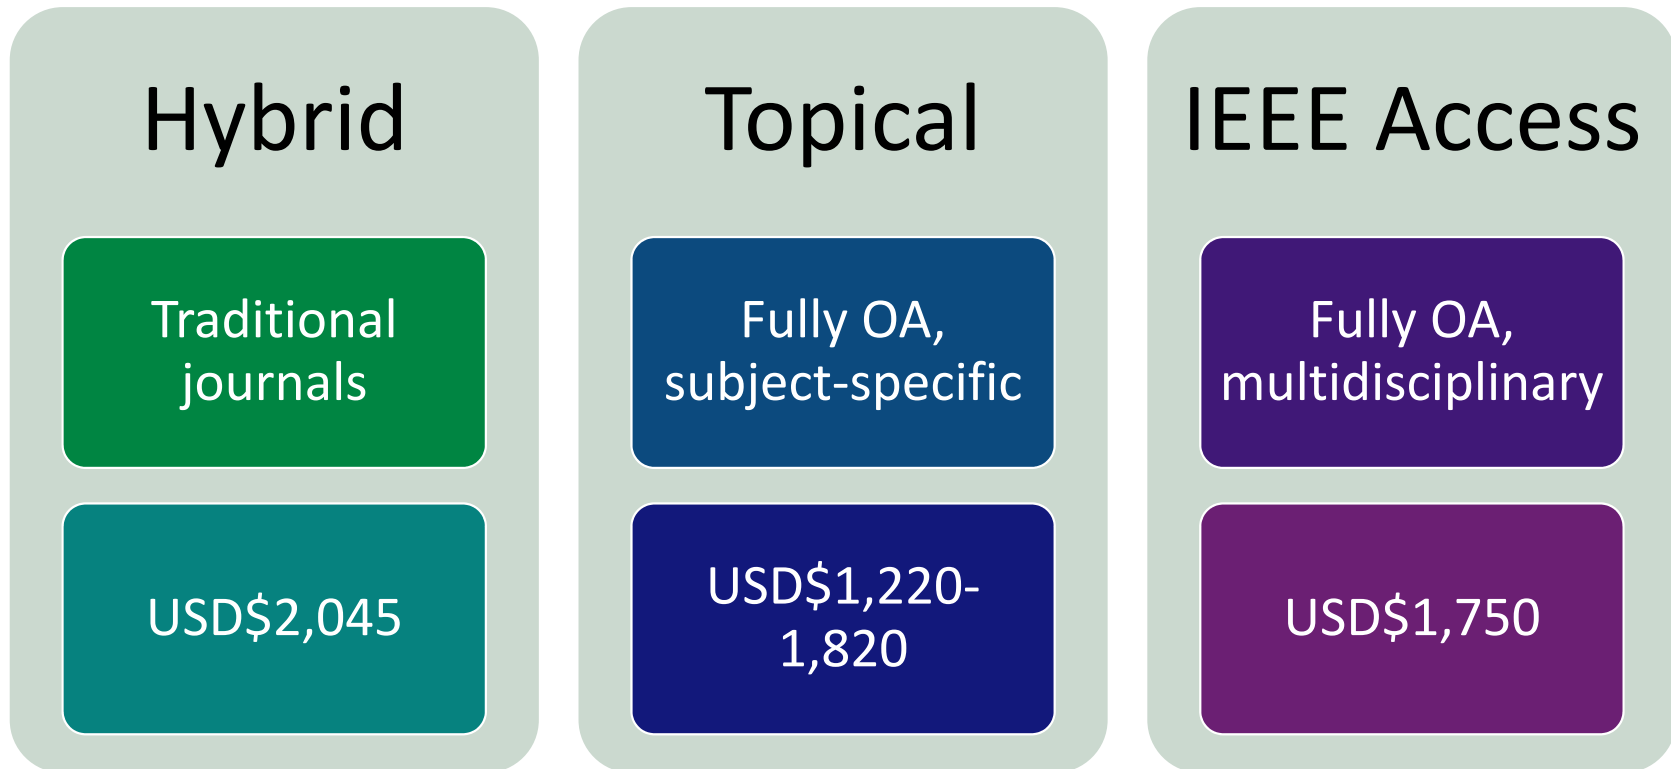 Hybrid
Traditional
journals
USD$2,045
Topical
Fully OA,
subject-specific
USD$1,220-
1,820
IEEE Access
Fully OA,
multidisciplinary
USD$1,750